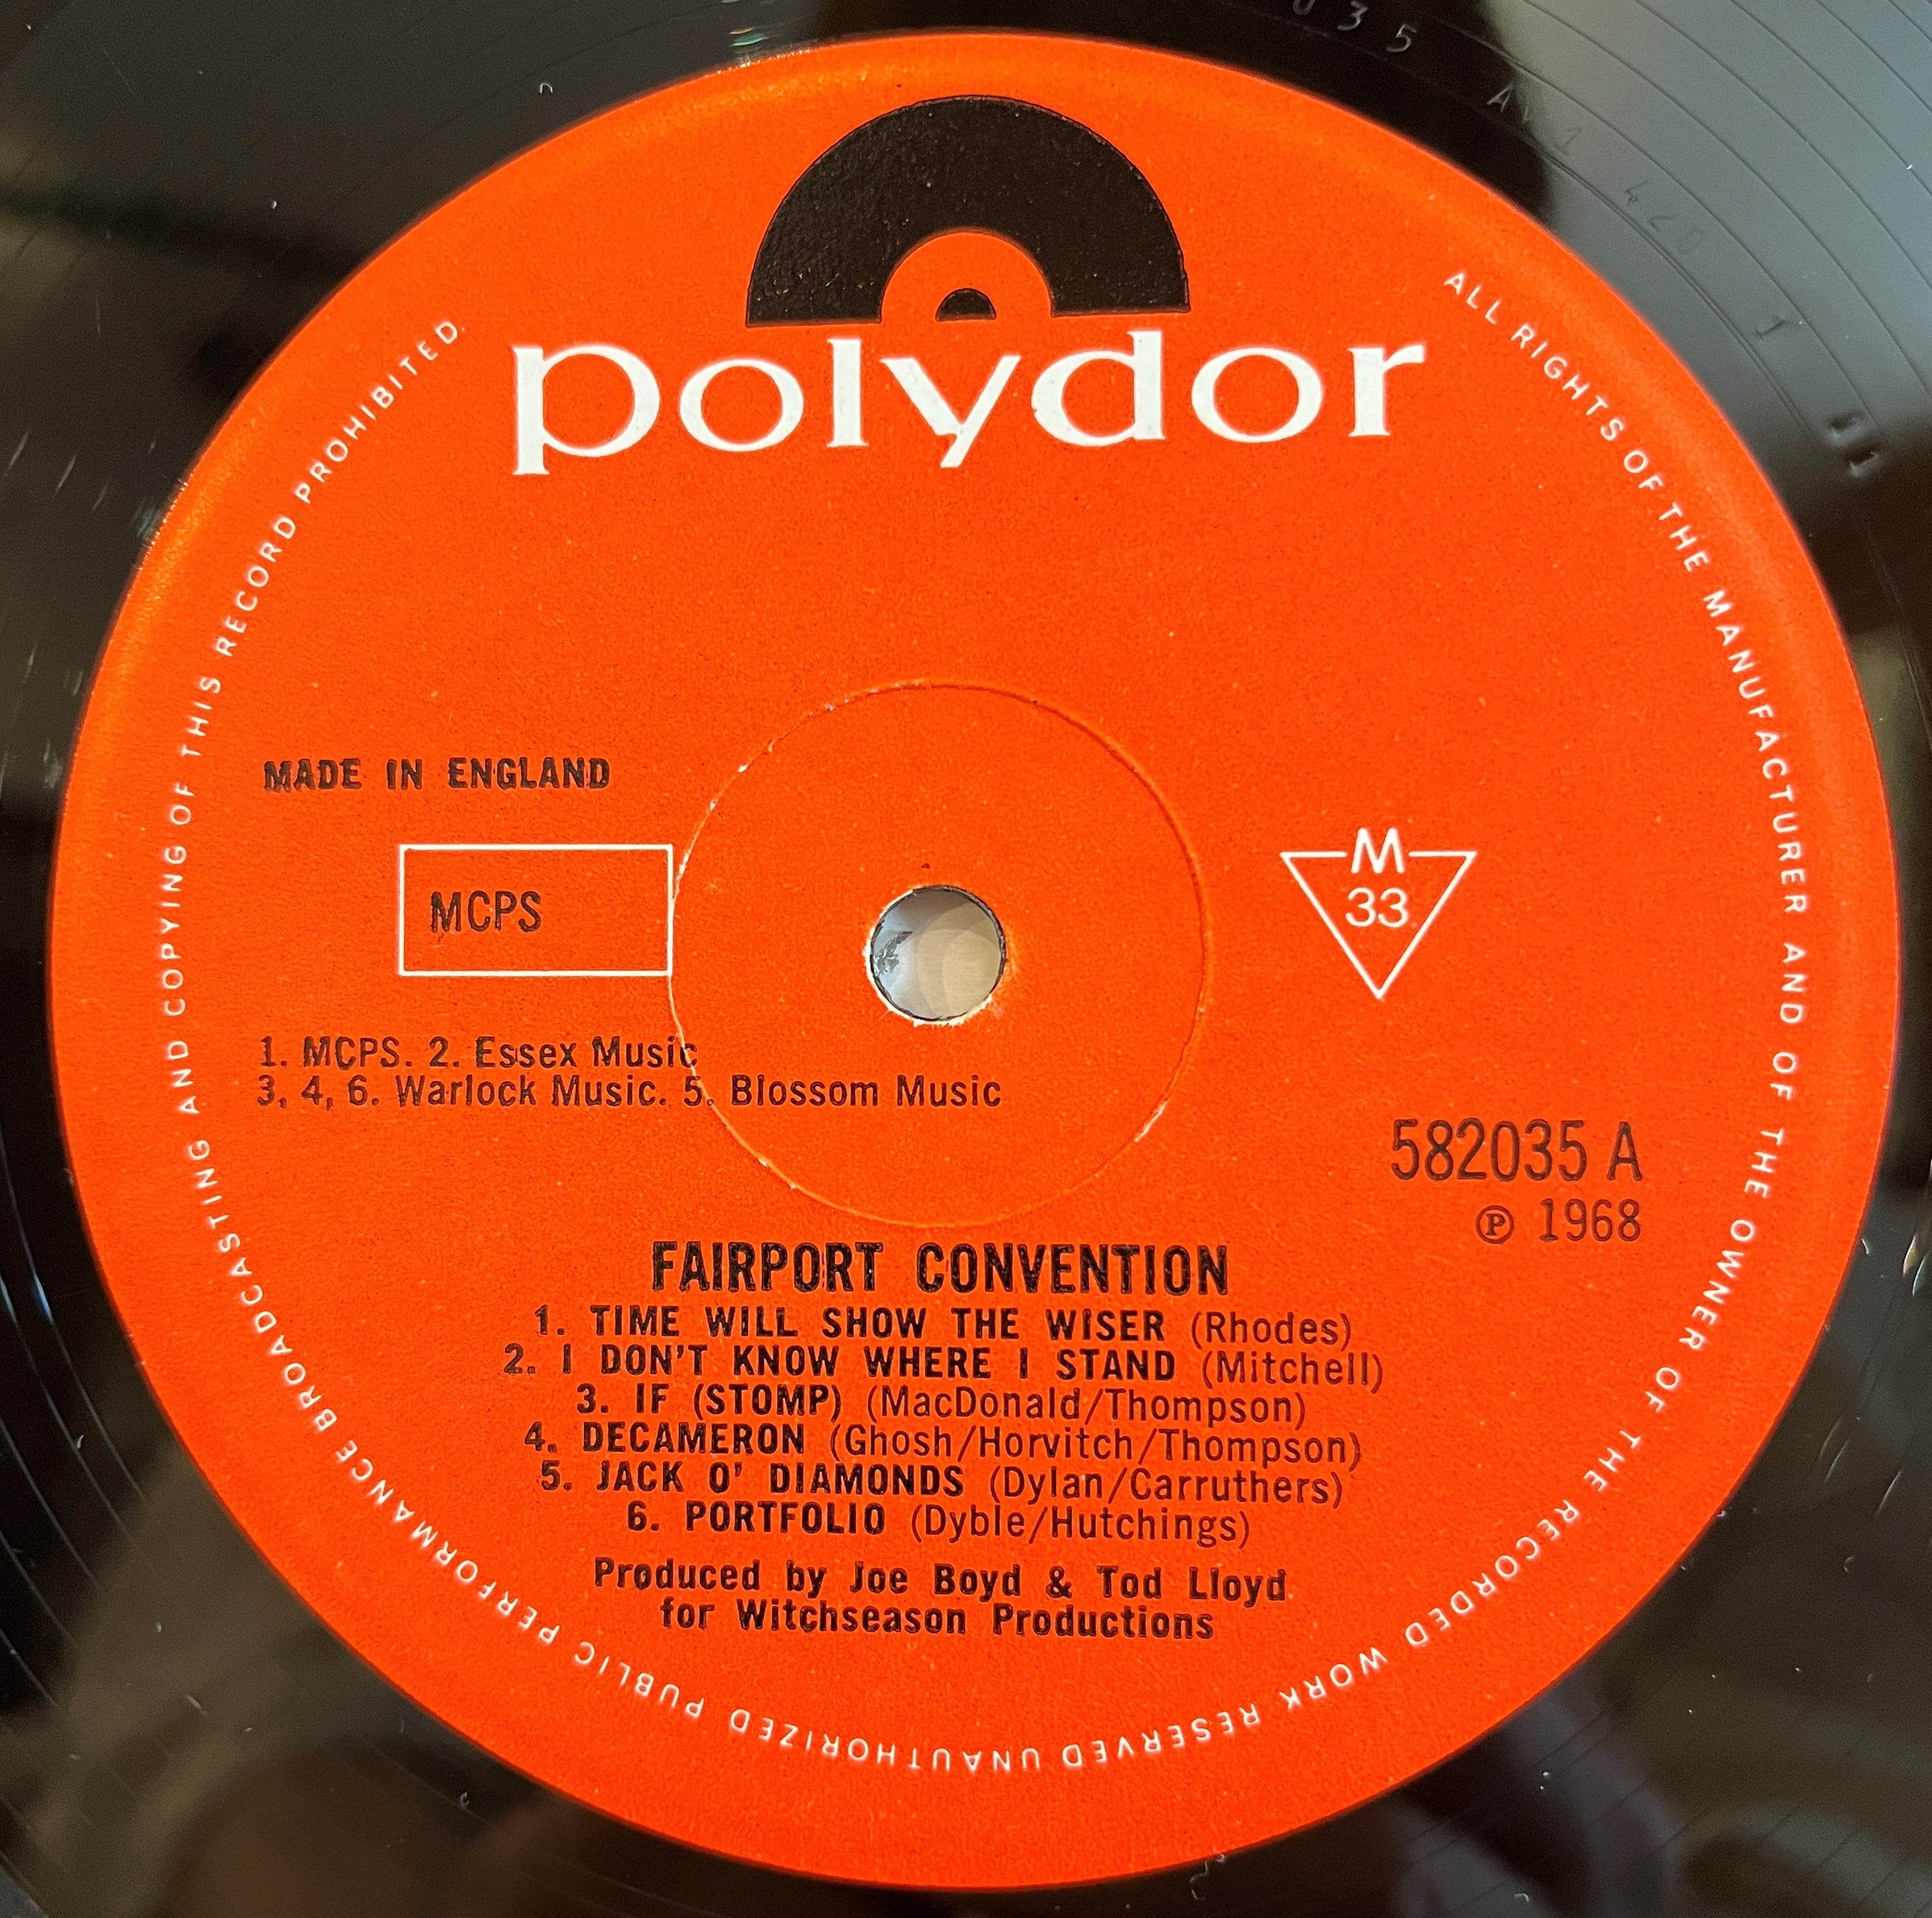 polydor
ALL RIGHTS OF THE MANUFACTURER AND OF THE OWNER OF THE RECORDED WORK RESERVED UNAUTHORIZED PUBLIC PERFORMANCE BROADCASTING AND COPYING OF THIS RECORD PROHIBITED.
MADE IN ENGLAND
MCPS
M
33
1. MCPS. 2. Essex Music
3, 4, 6. Warlock Music. 5. Blossom Music
582035 A
℗ 1968
FAIRPORT CONVENTION
1. TIME WILL SHOW THE WISER (Rhodes)
2. I DON'T KNOW WHERE I STAND (Mitchell)
3. IF (STOMP) (MacDonald/Thompson)
4. DECAMERON (Ghosh/Horvitch/Thompson)
5. JACK O' DIAMONDS (Dylan/Carruthers)
6. PORTFOLIO (Dyble/Hutchings)
Produced by Joe Boyd & Tod Lloyd
for Witchseason Productions